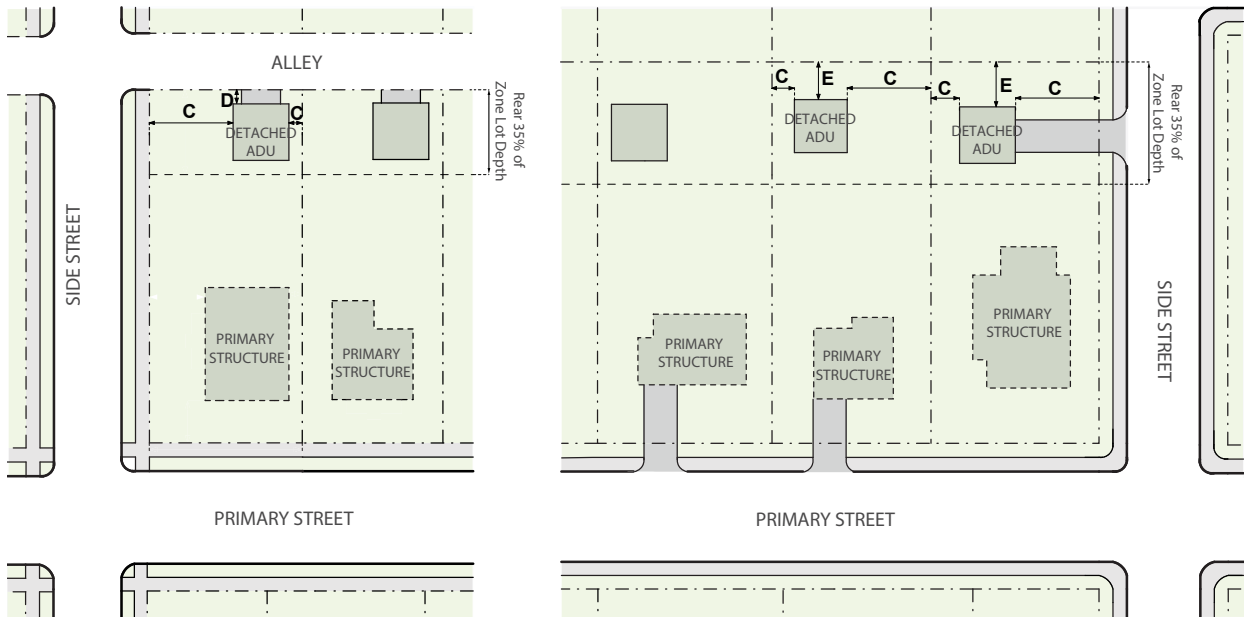 ALLEY
C
D
C
DETACHED
ADU
Rear 35% of
Zone Lot Depth
SIDE STREET
PRIMARY
STRUCTURE
PRIMARY
STRUCTURE
PRIMARY STREET
C
E
C
DETACHED
ADU
C
E
C
DETACHED
ADU
Rear 35% of
Zone Lot Depth
PRIMARY
STRUCTURE
PRIMARY
STRUCTURE
PRIMARY
STRUCTURE
SIDE STREET
PRIMARY STREET